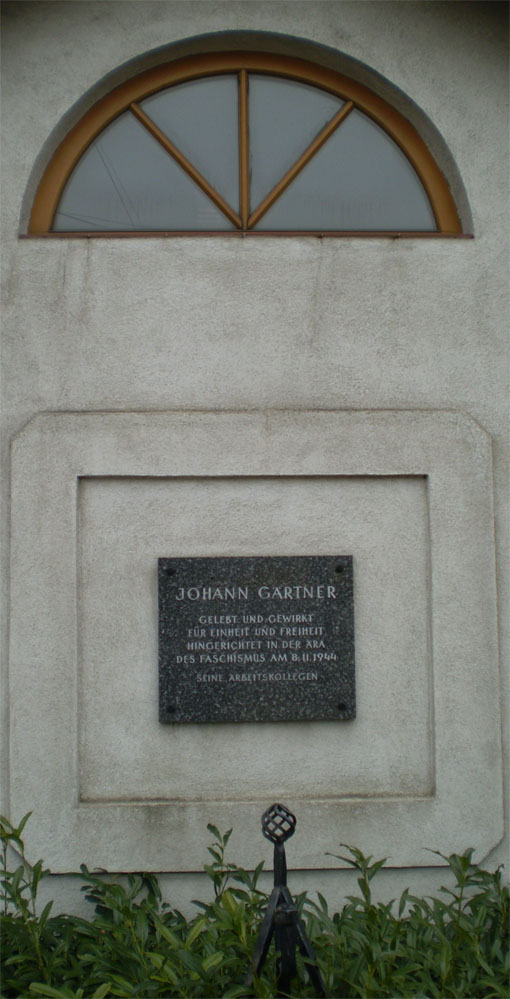 JOHANN GÄRTNER
GELEBT UND GEWIRKT
FÜR EINHEIT UND FREIHEIT
HINGERICHTET IN DER ÄRA
DES FASCHISMUS AM 8.11.1944
SEINE ARBEITSKOLLEGEN